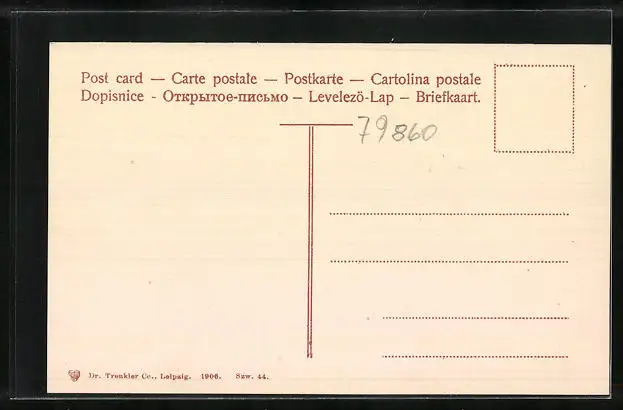 Post card — Carte postale — Postkarte — Cartolina postale
Dopisnice - Открытое-письмо – Levelezö-Lap – Briefkaart.
79860
Dr. Trenkler Co., Leipzig. 1906. Szw. 44.